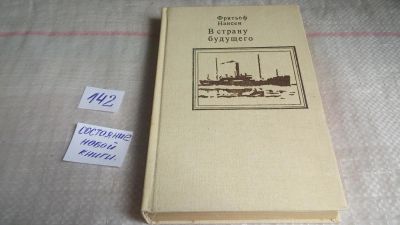 142
состояние
новой
книги.
Фритьоф
Нансен
В страну
будущего